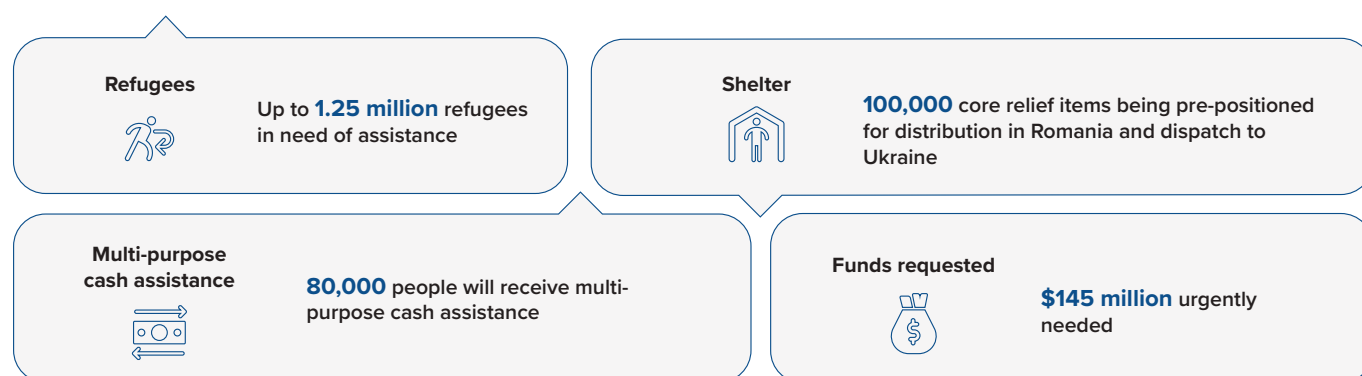 Refugees
Up to 1.25 million refugees
in need of assistance
Shelter
100,000 core relief items being pre-positioned
for distribution in Romania and dispatch to
Ukraine
Multi-purpose
cash assistance
80,000 people will receive multi-
purpose cash assistance
Funds requested
$
$145 million urgently
needed